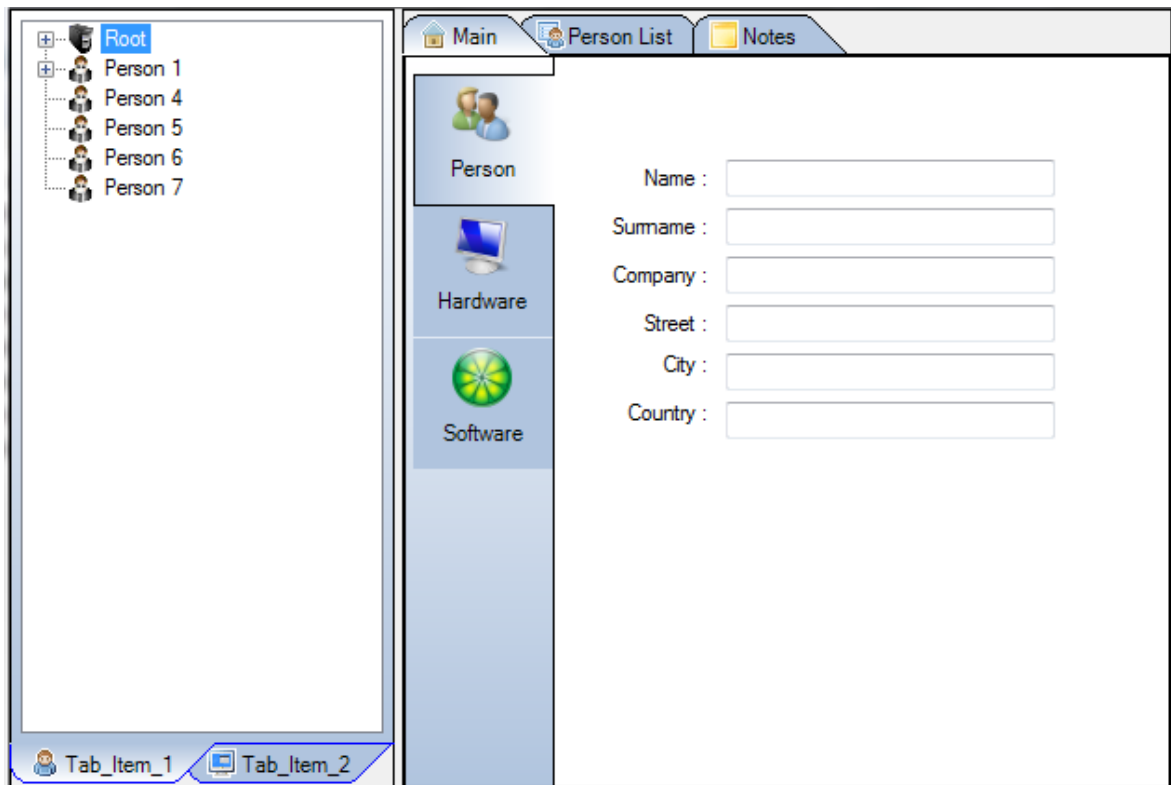 Root
Person 1
Person 4
Person 5
Person 6
Person 7
Tab_Item_1
Tab_Item_2
Main
Person List
Notes
Person
Hardware
Software
Name :
Surname :
Company :
Street :
City :
Country :